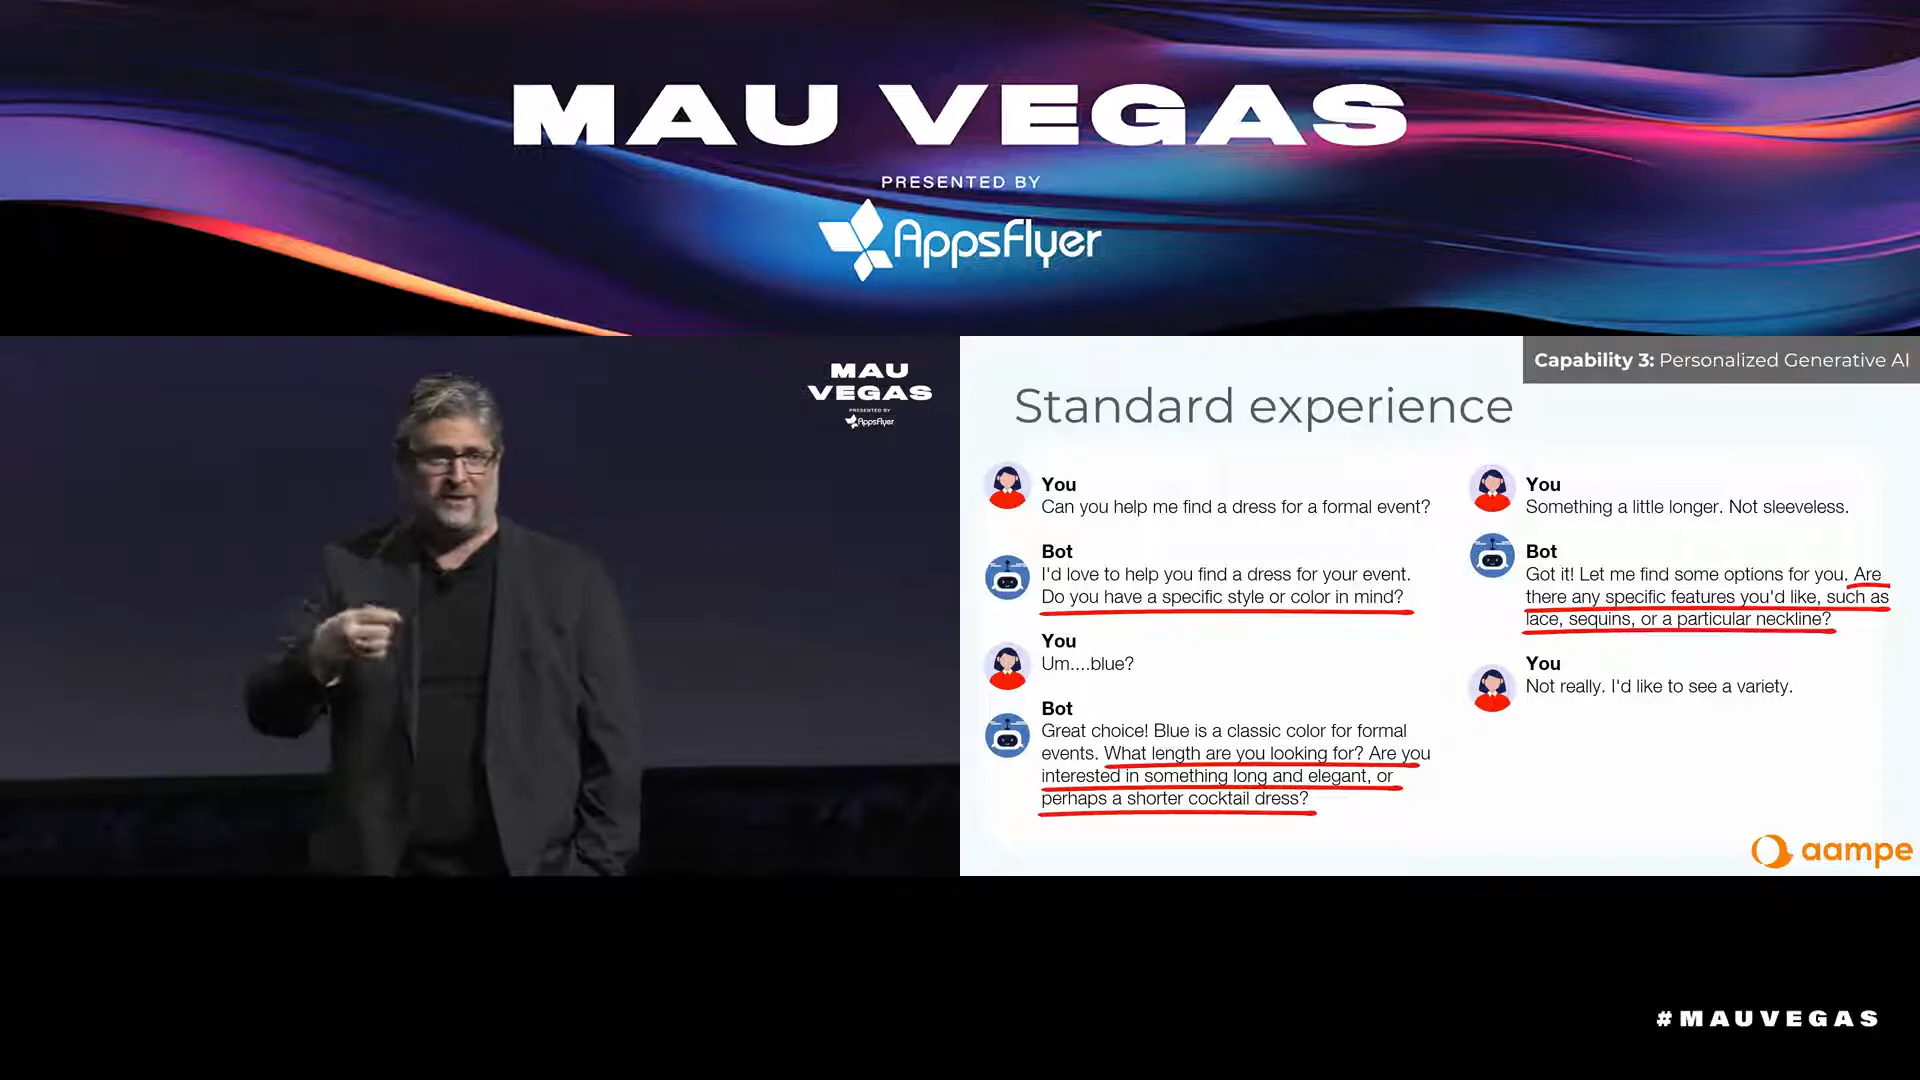 MAU VEGAS
PRESENTED BY
AppsFlyer
MAU
VEGAS
PRESENTED BY
AppsFlyer
Capability 3: Personalized Generative AI
Standard experience
You
Can you help me find a dress for a formal event?
Bot
I'd love to help you find a dress for your event.
Do you have a specific style or color in mind?
You
Um....blue?
Bot
Great choice! Blue is a classic color for formal
events. What length are you looking for? Are you
interested in something long and elegant, or
perhaps a shorter cocktail dress?
You
Something a little longer. Not sleeveless.
Bot
Got it! Let me find some options for you. Are
there any specific features you'd like, such as
lace, sequins, or a particular neckline?
You
Not really. I'd like to see a variety.
aampe
#MAUVEGAS